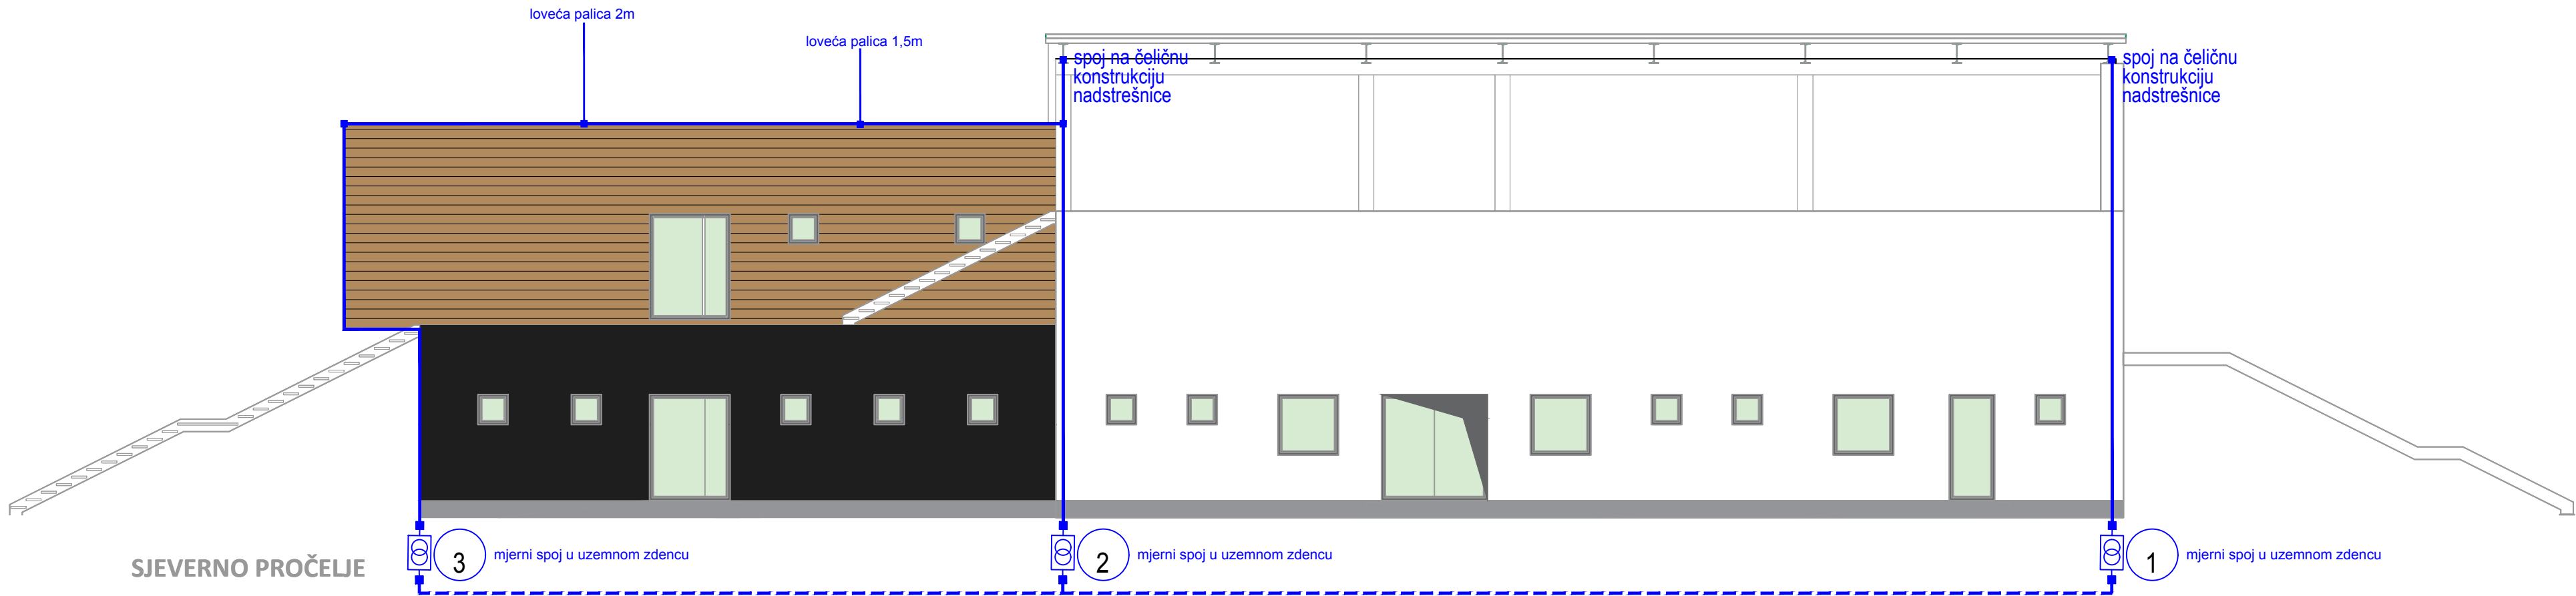 loveća palica 2m
loveća palica 1,5m
spoj na čeličnu
konstrukciju
nadstrešnice
spoj na čeličnu
konstrukciju
nadstrešnice
3
mjerni spoj u uzemnom zdencu
2
mjerni spoj u uzemnom zdencu
1
mjerni spoj u uzemnom zdencu
SJEVERNO PROČELJE